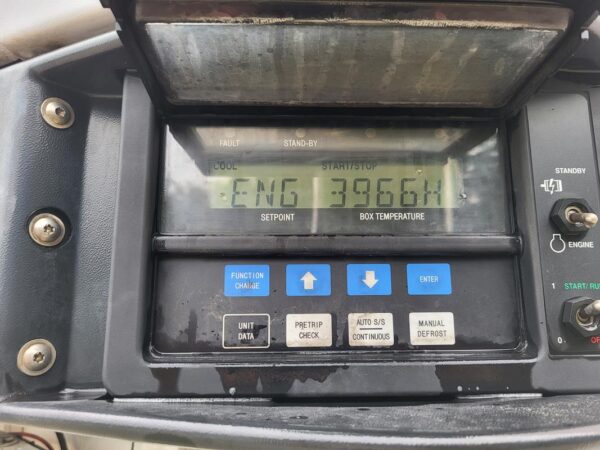 FAULT STAND-BY
COOL START/STOP
ENG 3966H
SETPOINT BOX TEMPERATURE
FUNCTION
CHANGE
ENTER
UNIT
DATA
PRETRIP
CHECK
AUTO S/S
CONTINUOUS
MANUAL
DEFROST
STANDBY
ENGINE
1 START/RU
0 OF